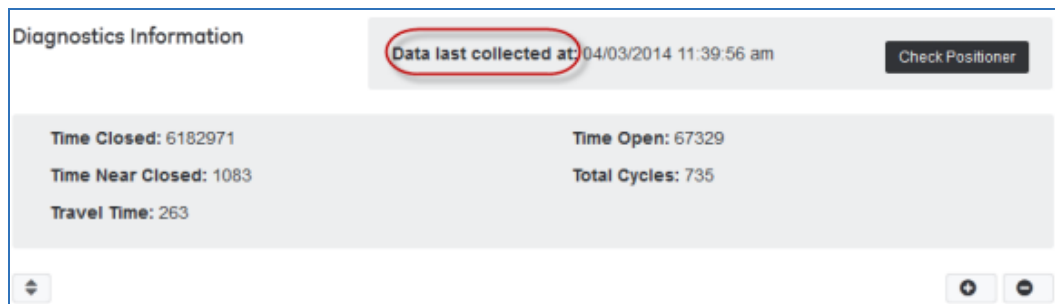 Diagnostics Information
Data last collected at: 04/03/2014 11:39:56 am
Check Positioner
Time Closed: 6182971
Time Open: 67329
Time Near Closed: 1083
Total Cycles: 735
Travel Time: 263